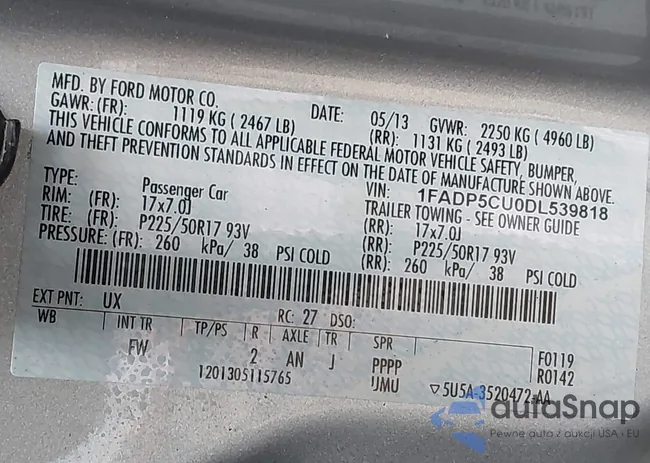 MFD. BY FORD MOTOR CO.
DATE: 05/13 GVWR: 2250 KG ( 4960 LB)
GAWR: (FR): 1119 KG ( 2467 LB) (RR): 1131 KG ( 2493 LB)
THIS VEHICLE CONFORMS TO ALL APPLICABLE FEDERAL MOTOR VEHICLE SAFETY, BUMPER,
AND THEFT PREVENTION STANDARDS IN EFFECT ON THE DATE OF MANUFACTURE SHOWN ABOVE.
VIN: 1FADP5CU0DL539818
TYPE: Passenger Car TRAILER TOWING - SEE OWNER GUIDE
RIM: (FR): 17x7.0J (RR): 17x7.0J
TIRE: (FR): P225/50R17 93V (RR): P225/50R17 93V
PRESSURE: (FR): 260 kPa/ 38 PSI COLD (RR): 260 kPa/ 38 PSI COLD
EXT PNT: UX RC: 27 DSO:
WB INT TR TP/PS R AXLE TR SPR
FW 2 AN J PPPP F0119
1201305115765 IJMU R0142
▽5U5A-3520472-AA
autaSnap
Pewne auta z aukcji USA i EU